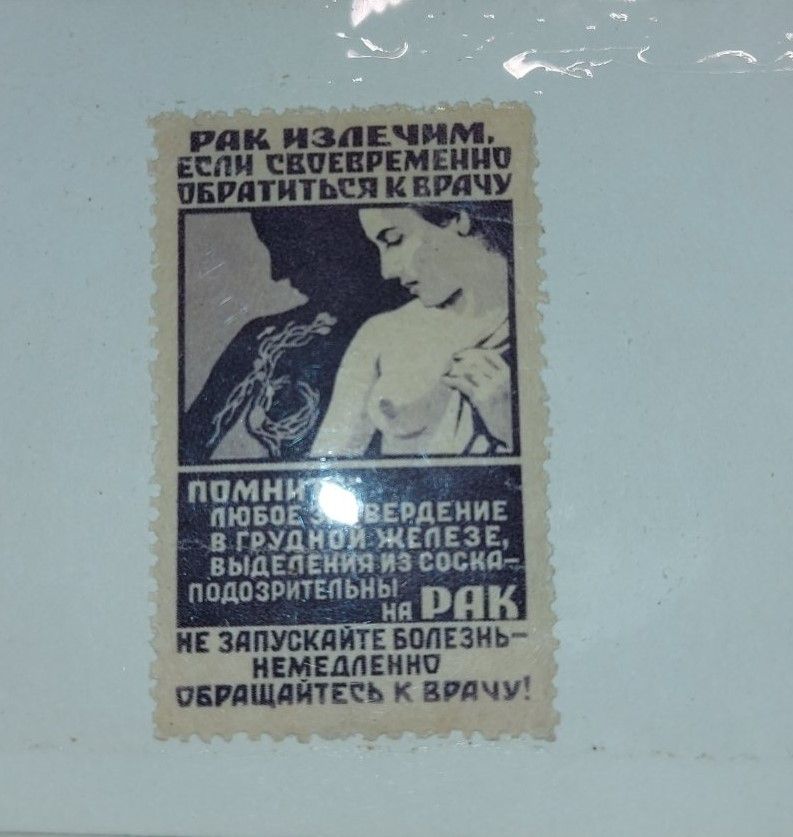 РАК ИЗЛЕЧИМ,
ЕСЛИ СВОЕВРЕМЕННО
ОБРАТИТЬСЯ К ВРАЧУ
ЛЮБОЕ
В ГРУДНОЙ ЖЕЛЕЗЕ,
ВЫДЕЛЕНИЯ ИЗ СОСКА–
ПОДОЗРИТЕЛЬНЫ
НА РАК
НЕ ЗАПУСКАЙТЕ БОЛЕЗНЬ–
НЕМЕДЛЕННО
ОБРАЩАЙТЕСЬ К ВРАЧУ!